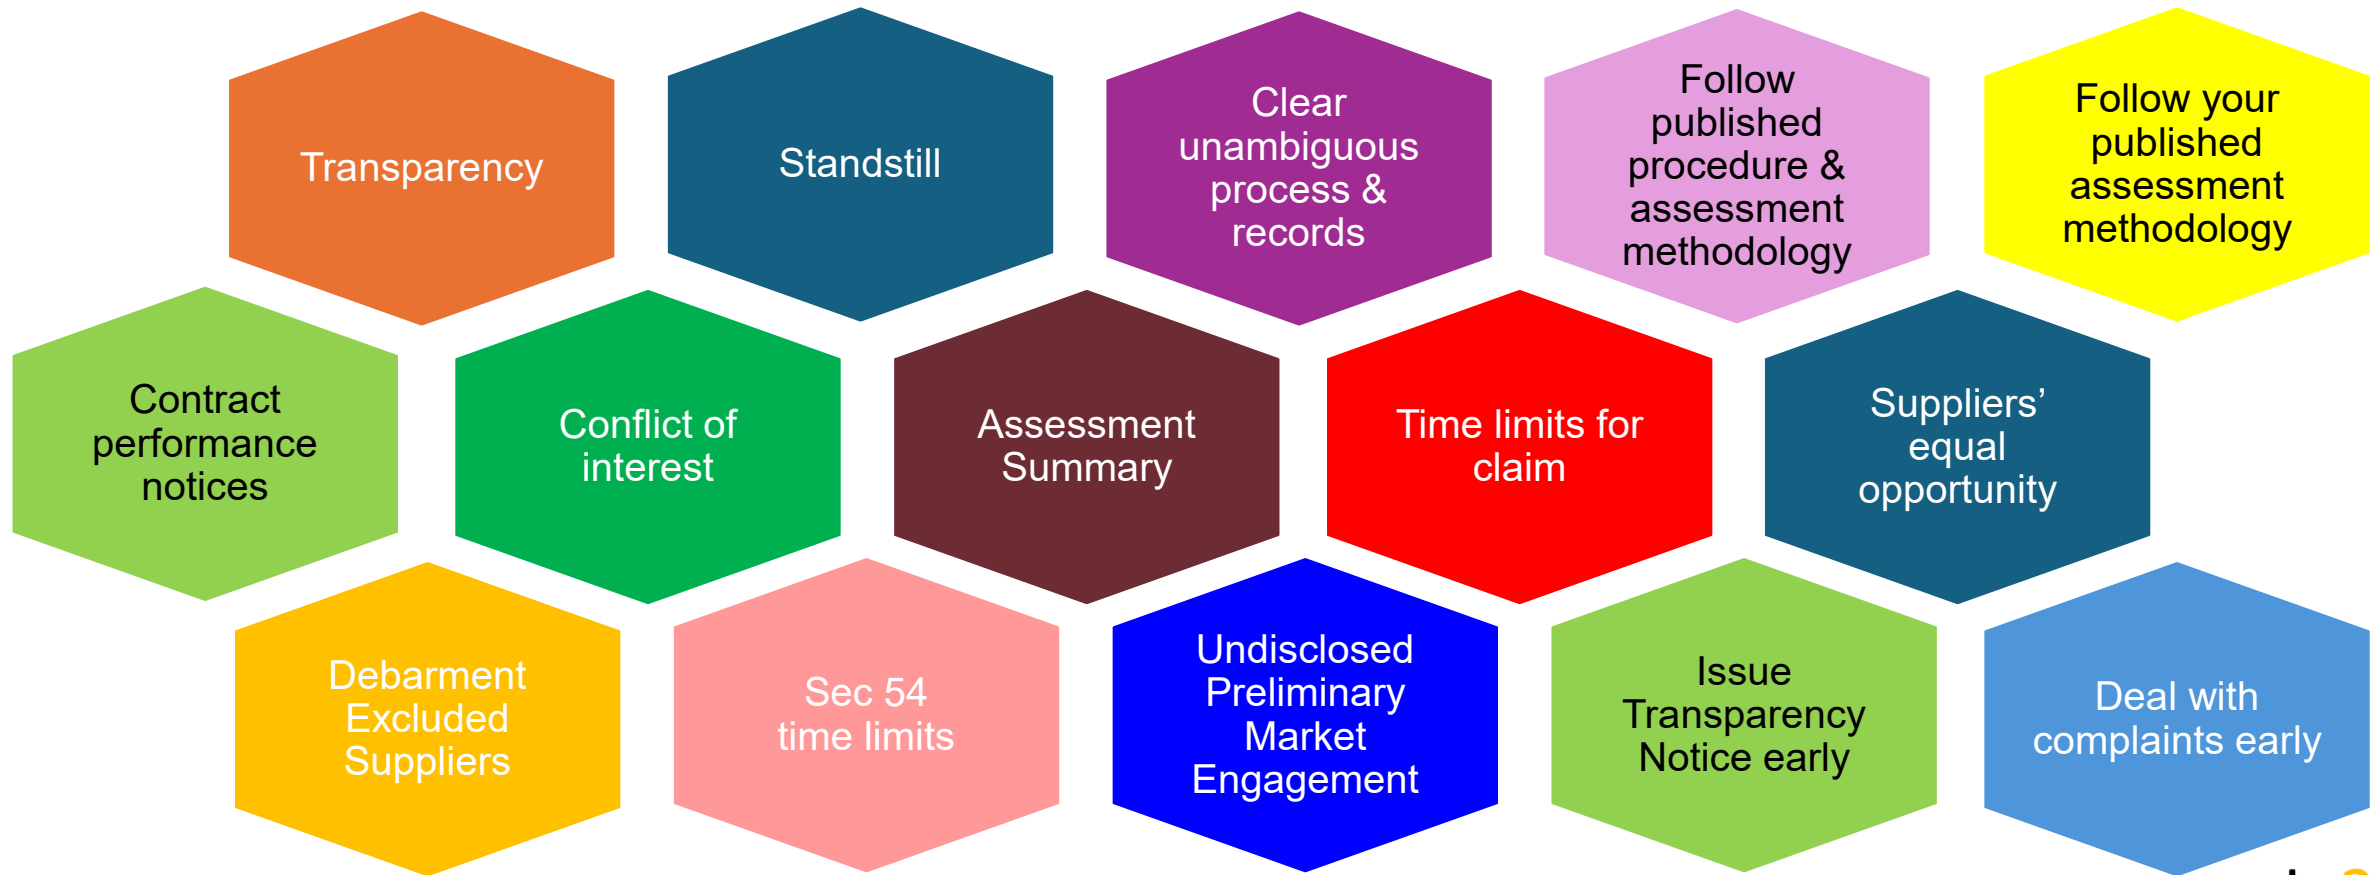 Transparency
Standstill
Clear
unambiguous
process &
records
Follow
published
procedure &
assessment
methodology
Follow your
published
assessment
methodology
Contract
performance
notices
Conflict of
interest
Assessment
Summary
Time limits for
claim
Suppliers’
equal
opportunity
Debarment
Excluded
Suppliers
Sec 54
time limits
Undisclosed
Preliminary
Market
Engagement
Issue
Transparency
Notice early
Deal with
complaints early